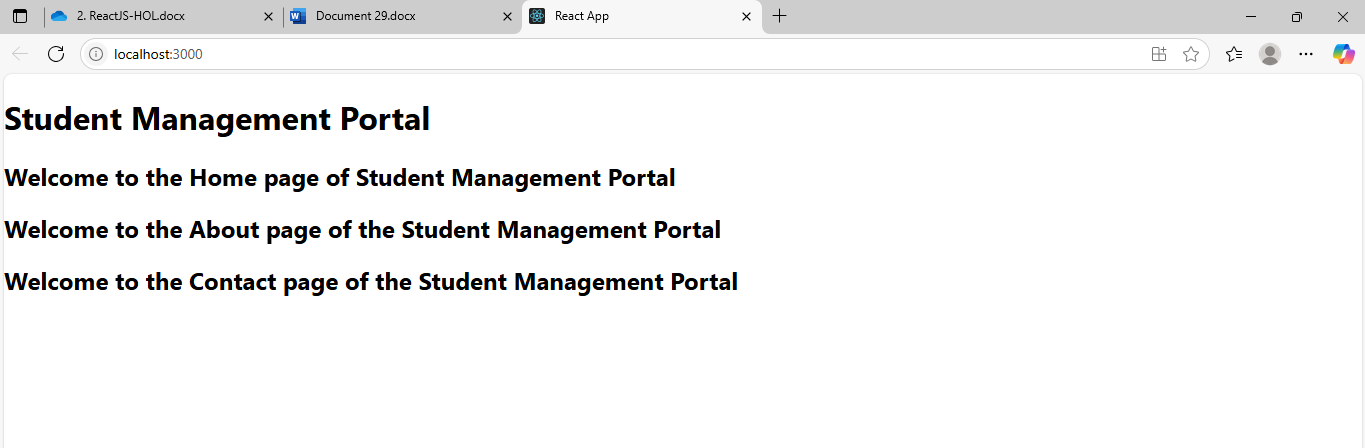 2. ReactJS-HOL.docx
Document 29.docx
React App
localhost:3000
Student Management Portal
Welcome to the Home page of Student Management Portal
Welcome to the About page of the Student Management Portal
Welcome to the Contact page of the Student Management Portal